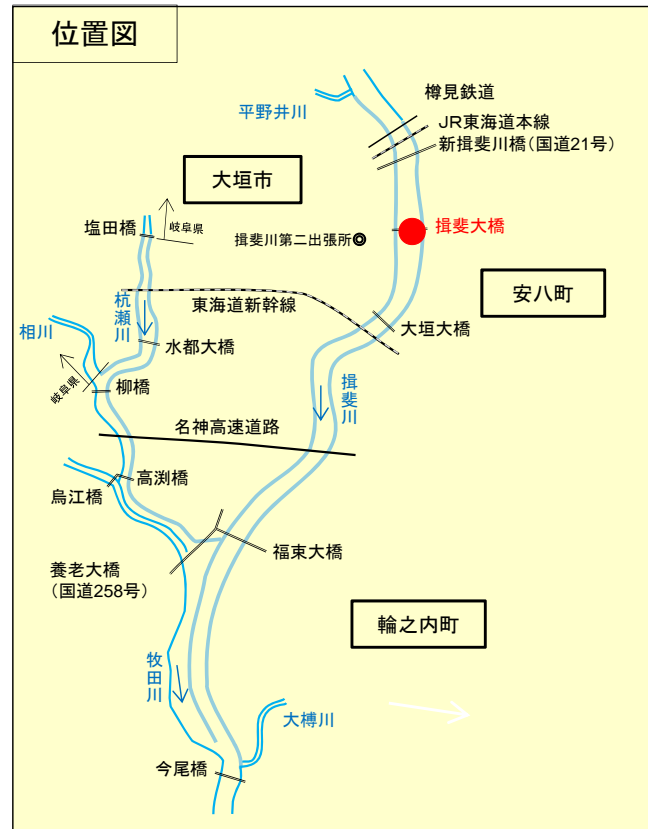 位置図
平野井川
樽見鉄道
JR東海道本線
新揖斐川橋(国道21号)
大垣市
塩田橋
岐阜県
揖斐川第二出張所
揖斐大橋
安八町
杭瀬川
東海道新幹線
相川
大垣大橋
水都大橋
岐阜県
柳橋
揖斐川
名神高速道路
高渕橋
烏江橋
福束大橋
養老大橋
(国道258号)
輪之内町
牧田川
大榑川
今尾橋